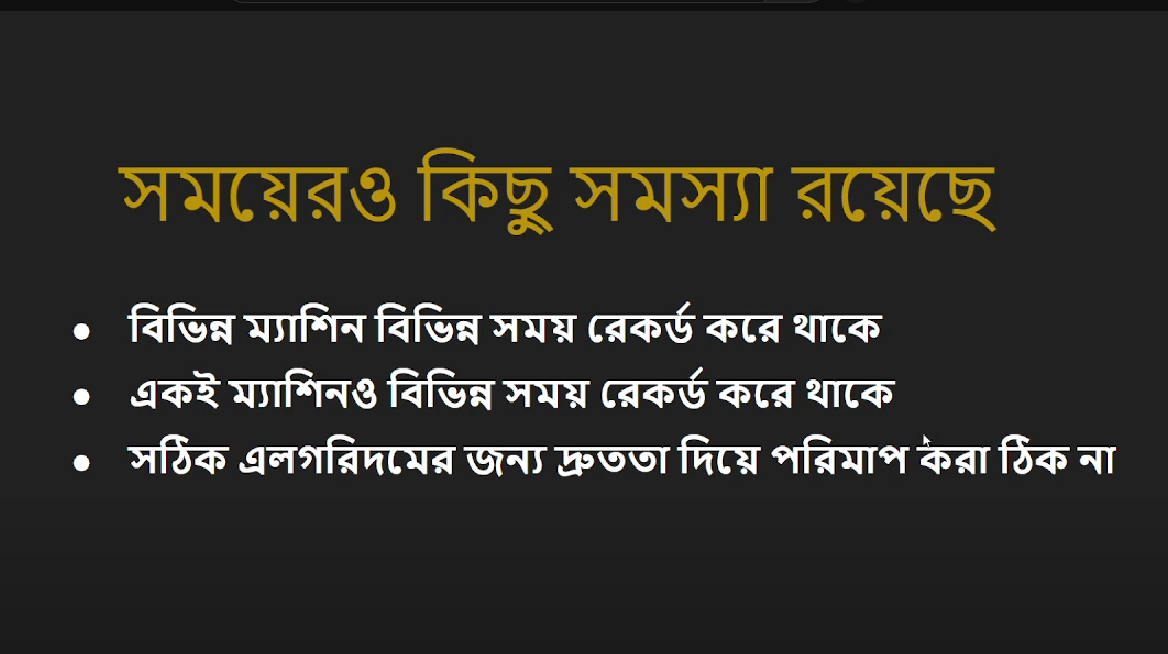 সময়েরও কিছু সমস্যা রয়েছে
● বিভিন্ন ম্যাশিন বিভিন্ন সময় রেকর্ড করে থাকে
● একই ম্যাশিনও বিভিন্ন সময় রেকর্ড করে থাকে
● সঠিক এলগরিদমের জন্য দ্রুততা দিয়ে পরিমাপ করা ঠিক না